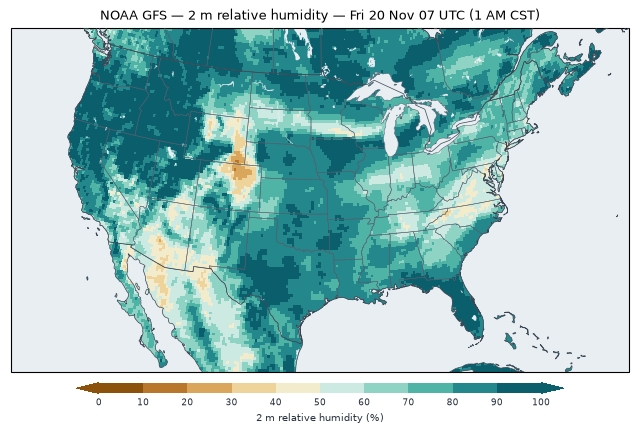 NOAA GFS — 2 m relative humidity — Fri 20 Nov 07 UTC (1 AM CST)
0 10 20 30 40 50 60 70 80 90 100
2 m relative humidity (%)